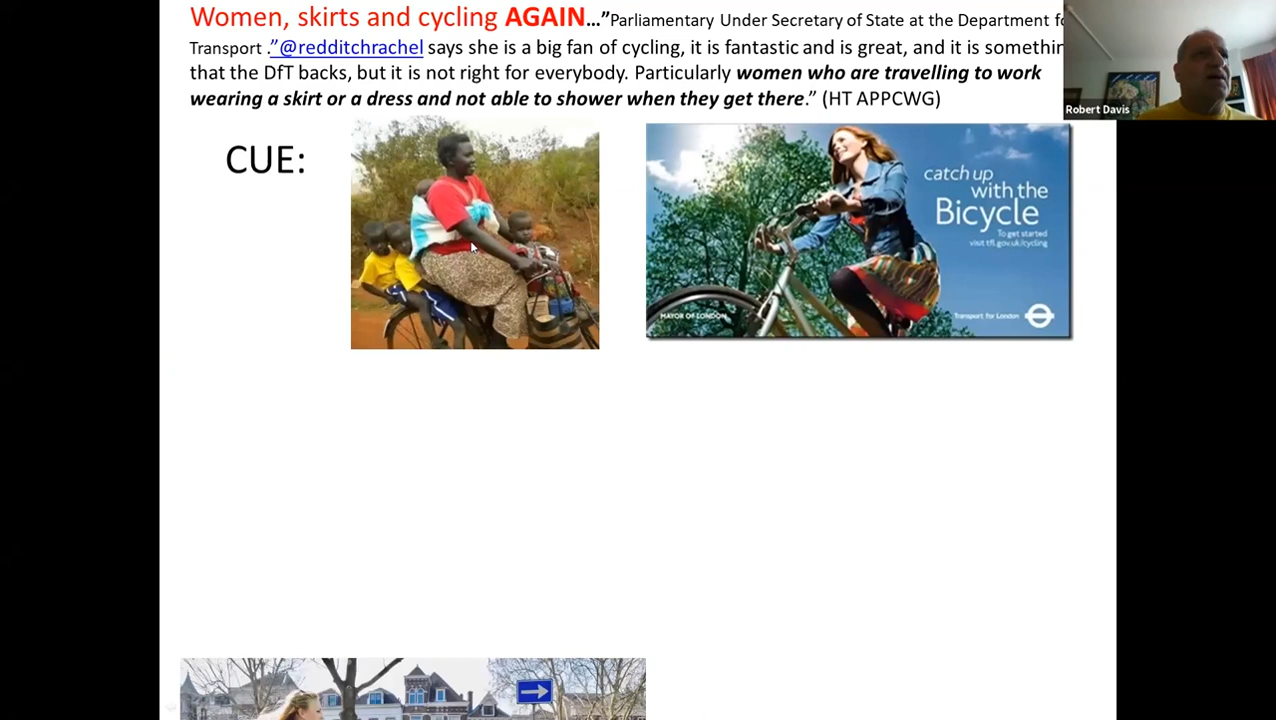 Women, skirts and cycling AGAIN…”Parliamentary Under Secretary of State at the Department fo
Transport .”@redditchrachel says she is a big fan of cycling, it is fantastic and is great, and it is somethin
that the DfT backs, but it is not right for everybody. Particularly women who are travelling to work
wearing a skirt or a dress and not able to shower when they get there.” (HT APPCWG)
Robert Davis
CUE:
catch up
with the
Bicycle
To get started
visit tfl.gov.uk/cycling
MAYOR OF LONDON
Transport for London